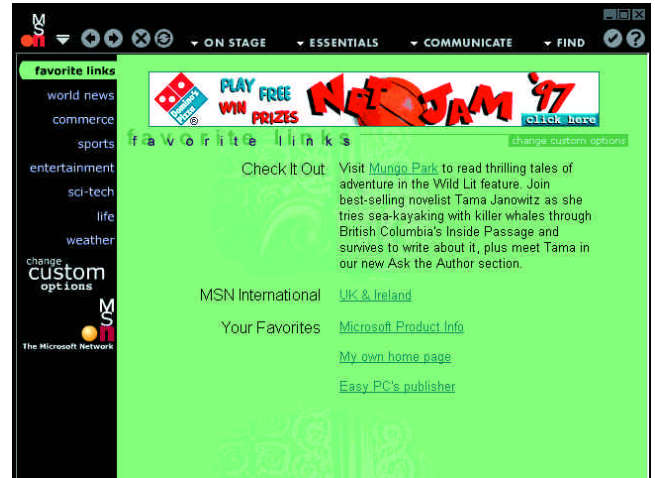 MSn
ON STAGE ESSENTIALS COMMUNICATE FIND
favorite links
world news
commerce
sports
entertainment
sci-tech
life
weather
change
custom
options
MSn
The Microsoft Network
Domino's
PIZZA
®
PLAY FREE
WIN PRIZES
NET JAM '97
click here
favorite links
change custom options
Check It Out
Visit Mungo Park to read thrilling tales of
adventure in the Wild Lit feature. Join
best-selling novelist Tama Janowitz as she
tries sea-kayaking with killer whales through
British Columbia's Inside Passage and
survives to write about it, plus meet Tama in
our new Ask the Author section.
MSN International UK & Ireland
Your Favorites Microsoft Product Info
My own home page
Easy PC's publisher